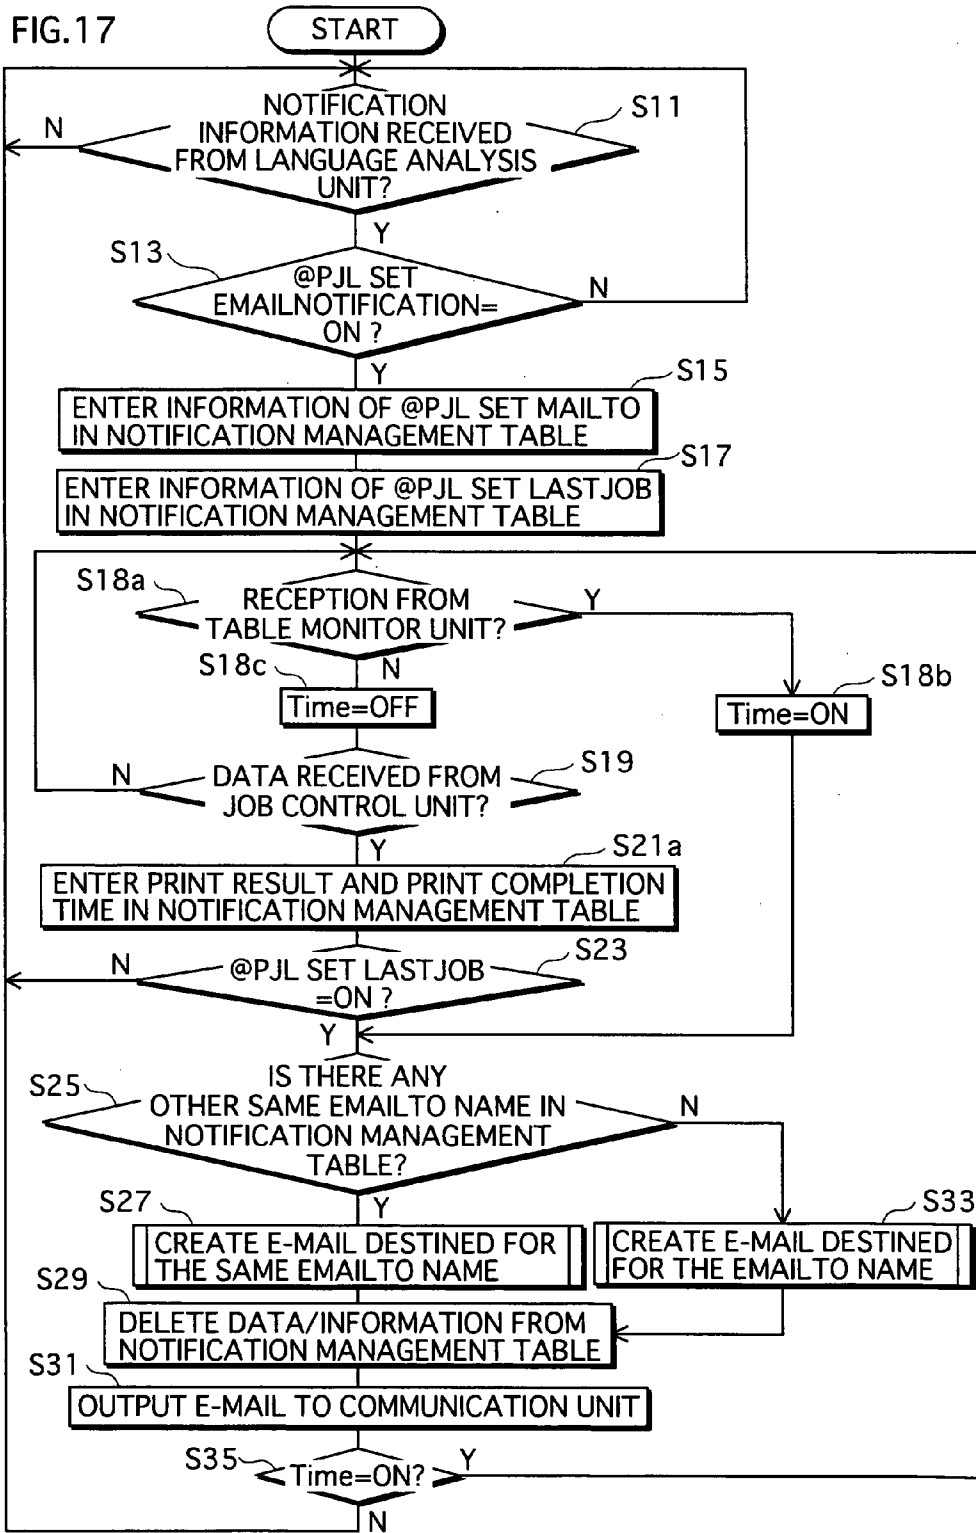 FIG.17
START
NOTIFICATION
INFORMATION RECEIVED
FROM LANGUAGE ANALYSIS
UNIT?
S11
N
Y
S13
@PJL SET
EMAILNOTIFICATION=
ON ?
N
Y
S15
ENTER INFORMATION OF @PJL SET MAILTO
IN NOTIFICATION MANAGEMENT TABLE
S17
ENTER INFORMATION OF @PJL SET LASTJOB
IN NOTIFICATION MANAGEMENT TABLE
S18a
RECEPTION FROM
TABLE MONITOR UNIT?
Y
N
S18c
Time=OFF
S18b
Time=ON
N
DATA RECEIVED FROM
JOB CONTROL UNIT?
S19
Y
S21a
ENTER PRINT RESULT AND PRINT COMPLETION
TIME IN NOTIFICATION MANAGEMENT TABLE
N
@PJL SET LASTJOB
=ON ?
S23
Y
S25
IS THERE ANY
OTHER SAME EMAILTO NAME IN
NOTIFICATION MANAGEMENT
TABLE?
N
Y
S27
CREATE E-MAIL DESTINED FOR
THE SAME EMAILTO NAME
S33
CREATE E-MAIL DESTINED
FOR THE EMAILTO NAME
S29
DELETE DATA/INFORMATION FROM
NOTIFICATION MANAGEMENT TABLE
S31
OUTPUT E-MAIL TO COMMUNICATION UNIT
S35
Time=ON?
Y
N